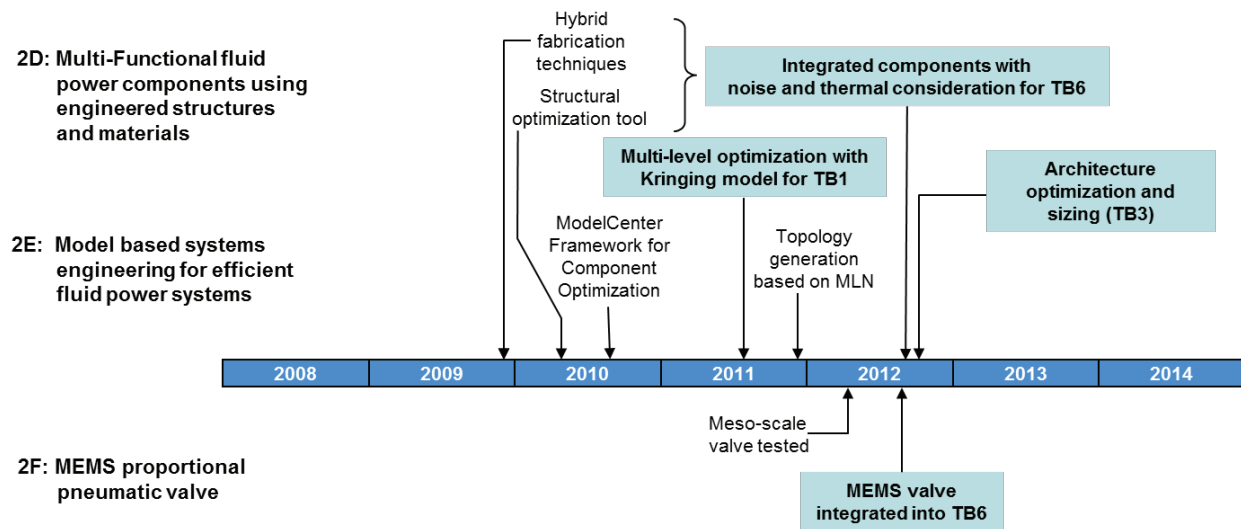 2D: Multi-Functional fluid
power components using
engineered structures
and materials
Hybrid
fabrication
techniques
Structural
optimization tool
Integrated components with
noise and thermal consideration for TB6
Multi-level optimization with
Kringing model for TB1
Architecture
optimization and
sizing (TB3)
2E: Model based systems
engineering for efficient
fluid power systems
ModelCenter
Framework for
Component
Optimization
Topology
generation
based on MLN
2008 2009 2010 2011 2012 2013 2014
Meso-scale
valve tested
2F: MEMS proportional
pneumatic valve
MEMS valve
integrated into TB6